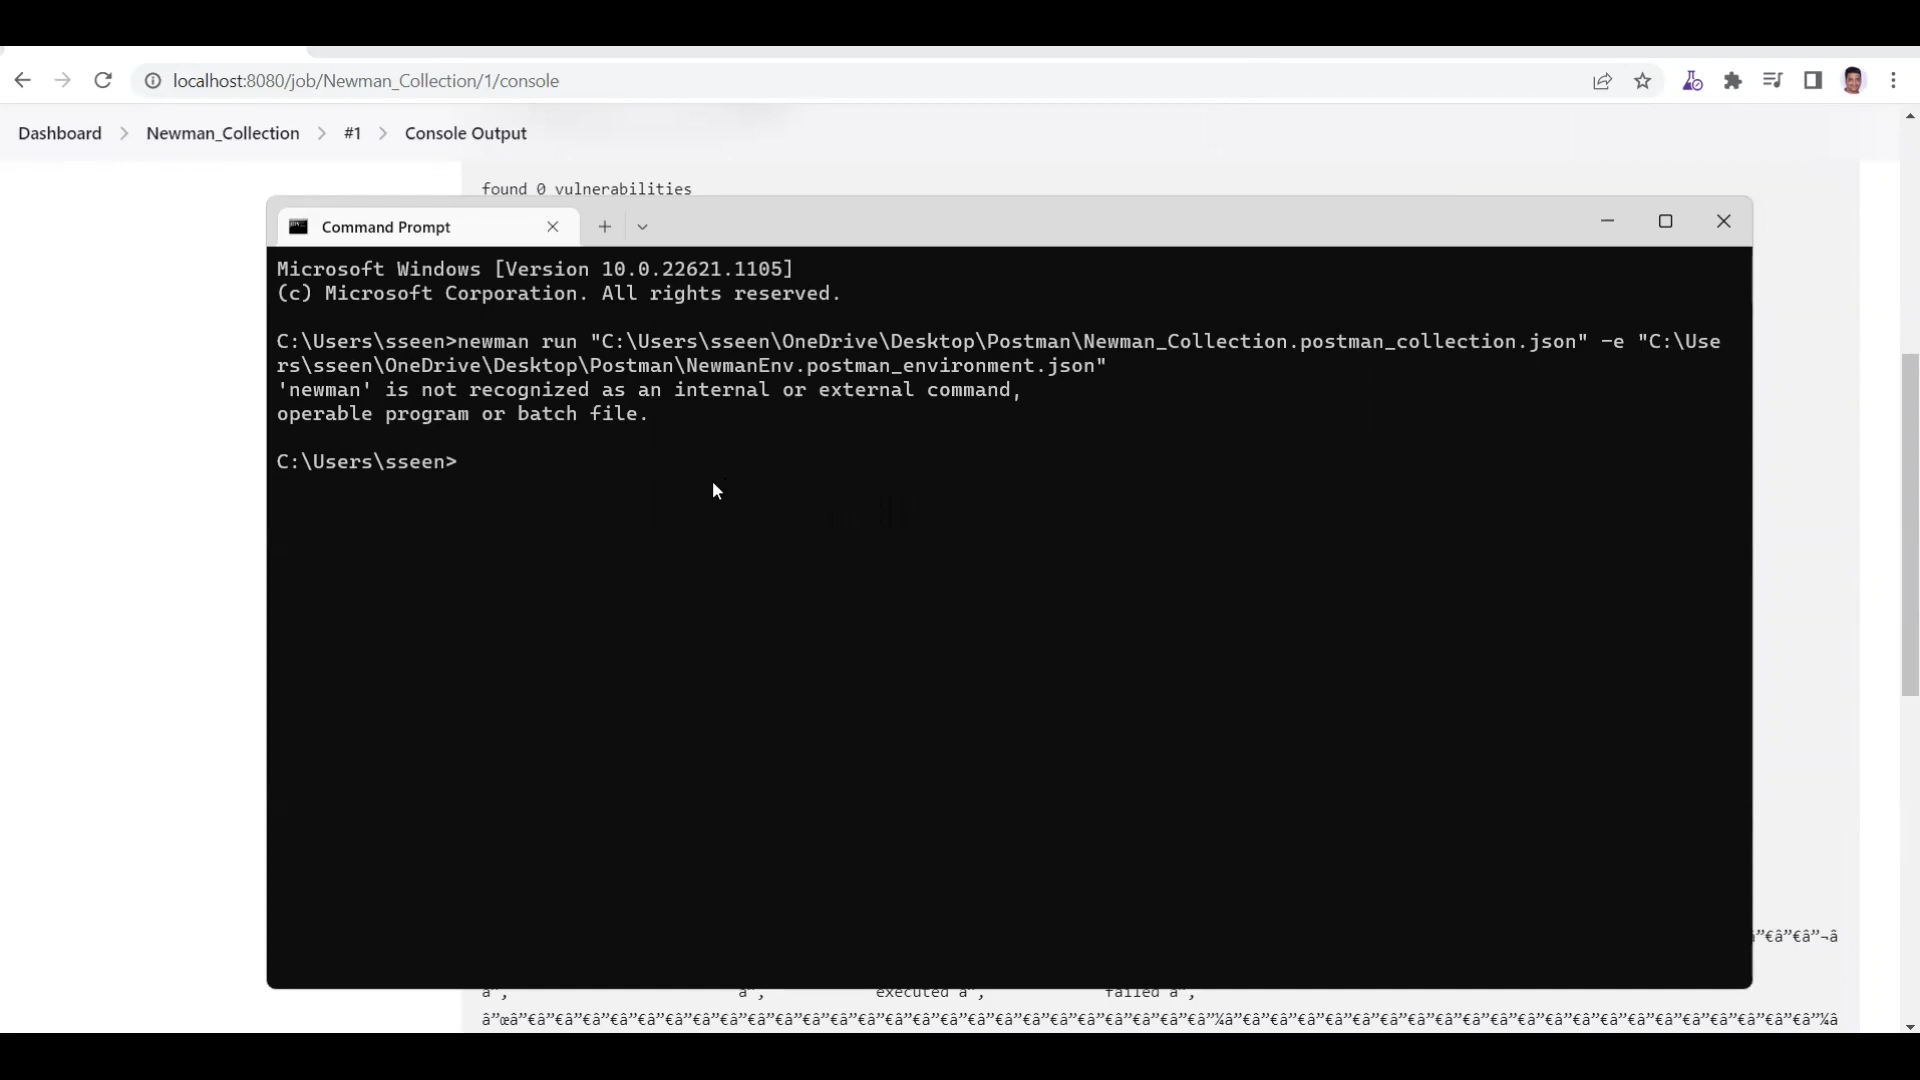 localhost:8080/job/Newman_Collection/1/console
Dashboard > Newman_Collection > #1 > Console Output
found 0 vulnerabilities
Command Prompt
Microsoft Windows [Version 10.0.22621.1105]
(c) Microsoft Corporation. All rights reserved.
C:\Users\sseen>newman run "C:\Users\sseen\OneDrive\Desktop\Postman\Newman_Collection.postman_collection.json" -e "C:\Use
rs\sseen\OneDrive\Desktop\Postman\NewmanEnv.postman_environment.json"
'newman' is not recognized as an internal or external command,
operable program or batch file.
C:\Users\sseen>
â", â", executed â", failed â",